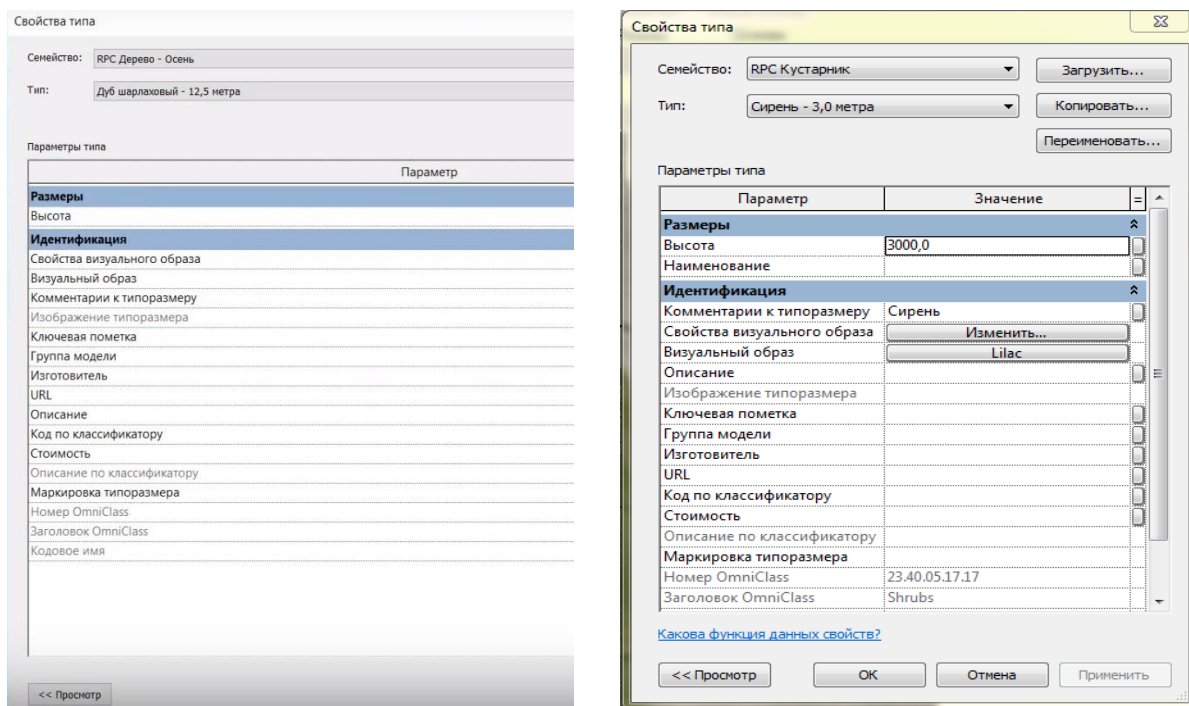 Свойства типа
Семейство: RPC Дерево - Осень
Тип: Дуб шарлаховый - 12,5 метра
Параметры типа
Параметр
Размеры
Высота
Идентификация
Свойства визуального образа
Визуальный образ
Комментарии к типоразмеру
Изображение типоразмера
Ключевая пометка
Группа модели
Изготовитель
URL
Описание
Код по классификатору
Стоимость
Описание по классификатору
Маркировка типоразмера
Номер OmniClass
Заголовок OmniClass
Кодовое имя
<< Просмотр
Свойства типа
Семейство: RPC Кустарник Загрузить...
Тип: Сирень - 3,0 метра Копировать...
Переименовать...
Параметры типа
Параметр Значение =
Размеры
Высота 3000,0
Наименование
Идентификация
Комментарии к типоразмеру Сирень
Свойства визуального образа Изменить...
Визуальный образ Lilac
Описание
Изображение типоразмера
Ключевая пометка
Группа модели
Изготовитель
URL
Код по классификатору
Стоимость
Описание по классификатору
Маркировка типоразмера
Номер OmniClass 23.40.05.17.17
Заголовок OmniClass Shrubs
Какова функция данных свойств?
<< Просмотр ОК Отмена Применить